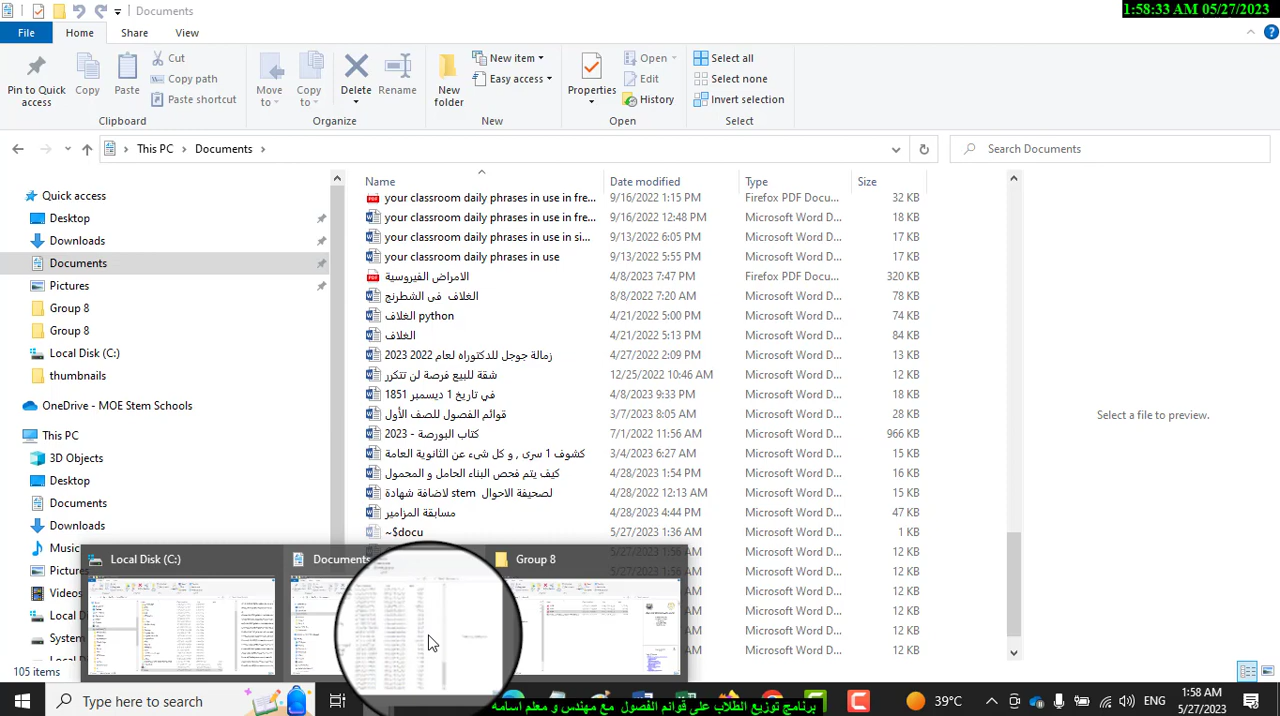 Documents
1:58:33 AM 05/27/2023
File Home Share View
Pin to Quick access
Copy
Paste
Cut
Copy path
Paste shortcut
Clipboard
Move to
Copy to
Delete
Rename
Organize
New folder
New item
Easy access
New
Properties
Open
Edit
History
Open
Select all
Select none
Invert selection
Select
This PC > Documents >
Search Documents
Quick access
Desktop
Downloads
Documents
Pictures
Group 8
Group 8
Local Disk (C:)
thumbnails
OneDrive - MOE Stem Schools
This PC
3D Objects
Desktop
Documents
Downloads
Name Date modified Type Size
your classroom daily phrases in use in fre... 9/16/2022 1:15 PM Firefox PDF Docu... 32 KB
your classroom daily phrases in use in fre... 9/16/2022 12:48 PM Microsoft Word D... 18 KB
your classroom daily phrases in use in si... 9/13/2022 6:05 PM Microsoft Word D... 17 KB
your classroom daily phrases in use 9/13/2022 5:55 PM Microsoft Word D... 17 KB
الامراض الفيروسية 4/8/2023 7:47 PM Firefox PDF Docu... 320 KB
الغلاف فى الشطرنج 8/8/2022 7:20 AM Microsoft Word D... 78 KB
الغلاف python 4/21/2022 5:00 PM Microsoft Word D... 74 KB
الغلاف 4/21/2022 5:13 PM Microsoft Word D... 84 KB
زمالة جوجل للدكتوراه لعام 2022 2023 4/27/2022 2:09 PM Microsoft Word D... 13 KB
شقة للبيع فرصة لن تتكرر 12/25/2022 10:46 AM Microsoft Word D... 12 KB
في تاريخ 1 ديسمبر 1851 4/8/2023 9:33 PM Microsoft Word D... 18 KB
قوائم الفصول للصف الأول 3/7/2023 8:05 AM Microsoft Word D... 28 KB
كتاب البورصة - 2023 7/1/2022 11:56 AM Microsoft Word D... 966 KB
كشوف 1 سرى , و كل شىء عن الثانوية العامة 3/4/2023 6:27 AM Microsoft Word D... 15 KB
كيف يتم فحص البناء الحامل و المحمول 4/28/2023 1:54 PM Microsoft Word D... 16 KB
لصحيفة الاحوال stem لاضافة شهادة 4/28/2022 12:13 AM Microsoft Word D... 15 KB
مسابقة المزامير 4/28/2023 4:44 PM Microsoft Word D... 47 KB
~$docu 5/27/2023 1:36 AM Microsoft Word D... 1 KB
Select a file to preview.
Local Disk (C:)
Documents
Group 8
105 items
Type here to search
برنامج توزيع الطلاب على قوائم الفصول مع مهندس و معلم اسامه
39°C
ENG
1:58 AM
5/27/2023